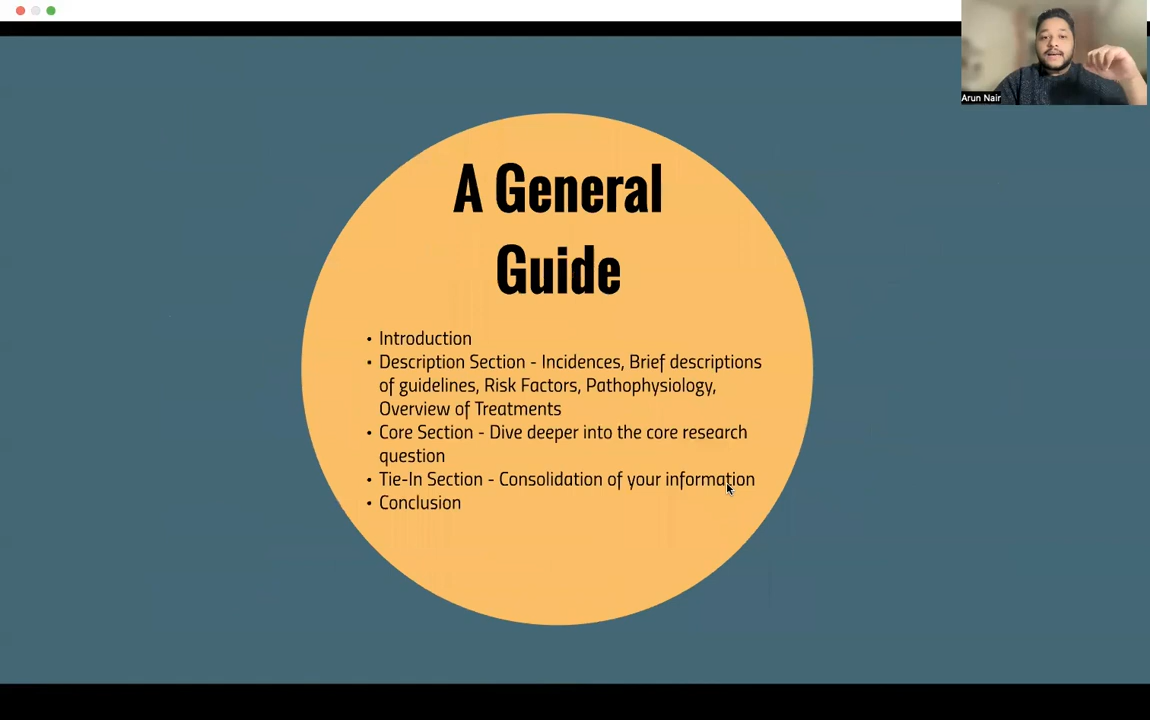 Arun Nair
A General
Guide
• Introduction
• Description Section - Incidences, Brief descriptions
of guidelines, Risk Factors, Pathophysiology,
Overview of Treatments
• Core Section - Dive deeper into the core research
question
• Tie-In Section - Consolidation of your information
• Conclusion